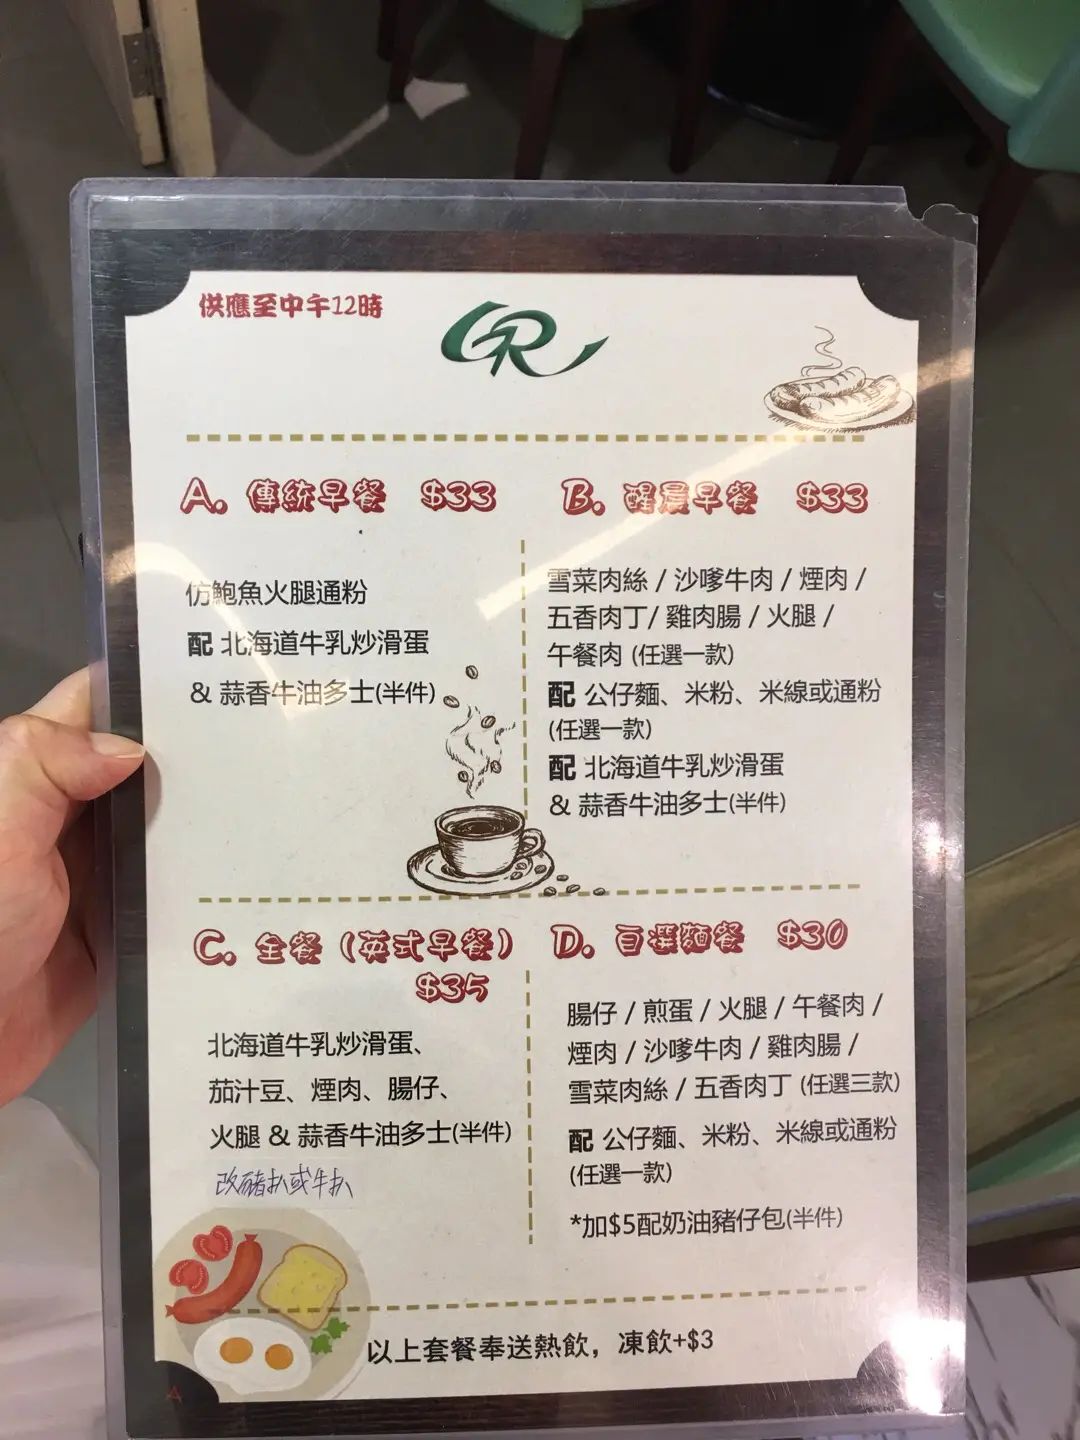 供應至中午12時
GR
A. 傳統早餐 $33
仿鮑魚火腿通粉
配 北海道牛乳炒滑蛋
& 蒜香牛油多士(半件)
B. 醒晨早餐 $33
雪菜肉絲 / 沙嗲牛肉 / 煙肉 /
五香肉丁 / 雞肉腸 / 火腿 /
午餐肉 (任選一款)
配 公仔麵、米粉、米線或通粉
(任選一款)
配 北海道牛乳炒滑蛋
& 蒜香牛油多士(半件)
C. 全餐 (英式早餐)
$35
北海道牛乳炒滑蛋、
茄汁豆、煙肉、腸仔、
火腿 & 蒜香牛油多士(半件)
改豬扒或牛扒
D. 自選麵餐 $30
腸仔 / 煎蛋 / 火腿 / 午餐肉 /
煙肉 / 沙嗲牛肉 / 雞肉腸 /
雪菜肉絲 / 五香肉丁 (任選三款)
配 公仔麵、米粉、米線或通粉
(任選一款)
*加$5配奶油豬仔包(半件)
以上套餐奉送熱飲，凍飲+$3
A